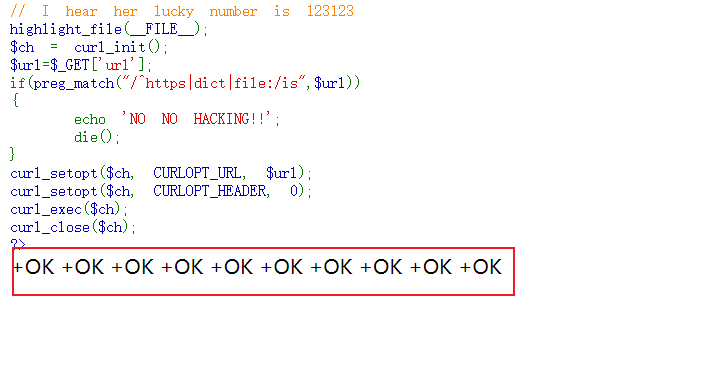 // I hear her lucky number is 123123
highlight_file(__FILE__);
$ch = curl_init();
$url=$_GET['url'];
if(preg_match("/^https|dict|file:/is",$url))
{
echo 'NO NO HACKING!!';
die();
}
curl_setopt($ch, CURLOPT_URL, $url);
curl_setopt($ch, CURLOPT_HEADER, 0);
curl_exec($ch);
curl_close($ch);
?>
+OK +OK +OK +OK +OK +OK +OK +OK +OK +OK